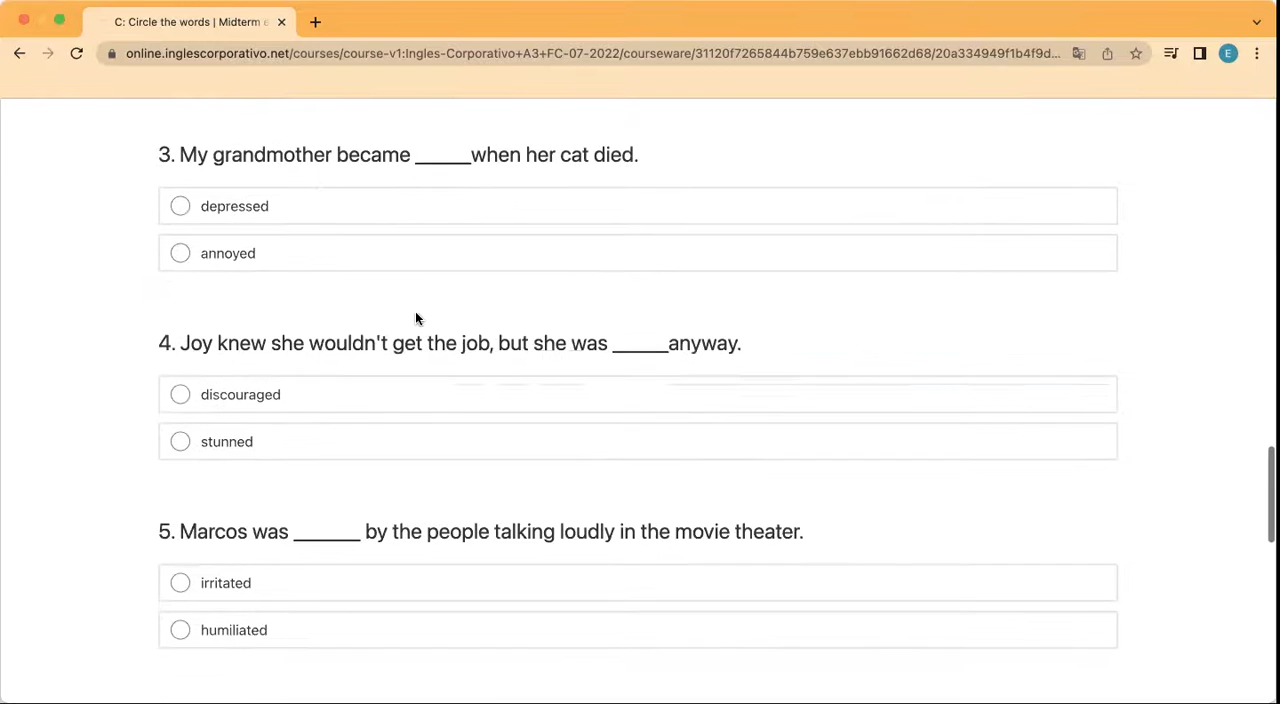 C: Circle the words | Midterm e
online.inglescorporativo.net/courses/course-v1:Ingles-Corporativo+A3+FC-07-2022/courseware/31120f7265844b759e637ebb91662d68/20a334949f1b4f9d...
E
3. My grandmother became ______when her cat died.
depressed
annoyed
4. Joy knew she wouldn't get the job, but she was ______anyway.
discouraged
stunned
5. Marcos was _______ by the people talking loudly in the movie theater.
irritated
humiliated